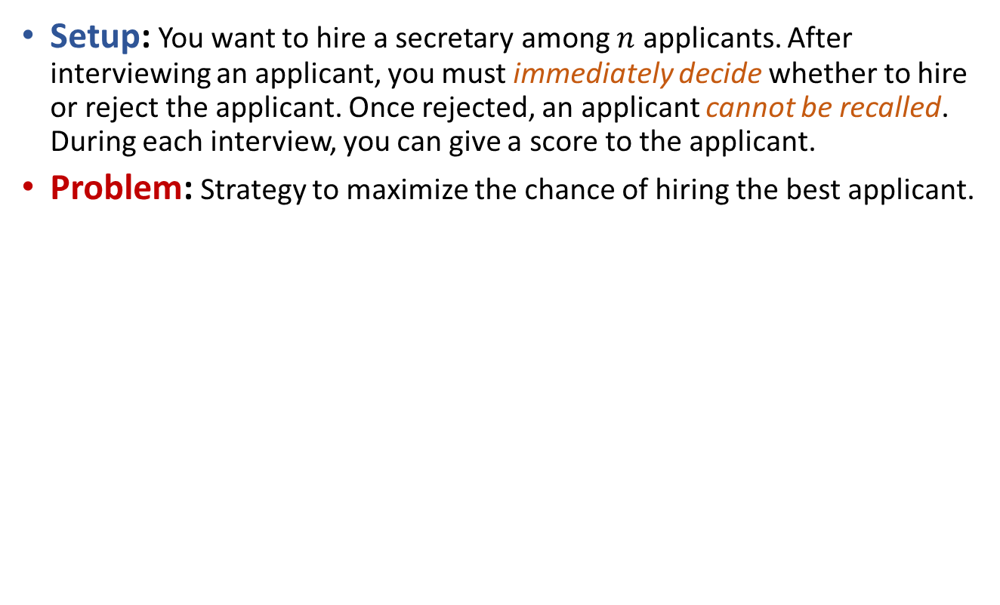 • Setup: You want to hire a secretary among n applicants. After
interviewing an applicant, you must immediately decide whether to hire
or reject the applicant. Once rejected, an applicant cannot be recalled.
During each interview, you can give a score to the applicant.
• Problem: Strategy to maximize the chance of hiring the best applicant.